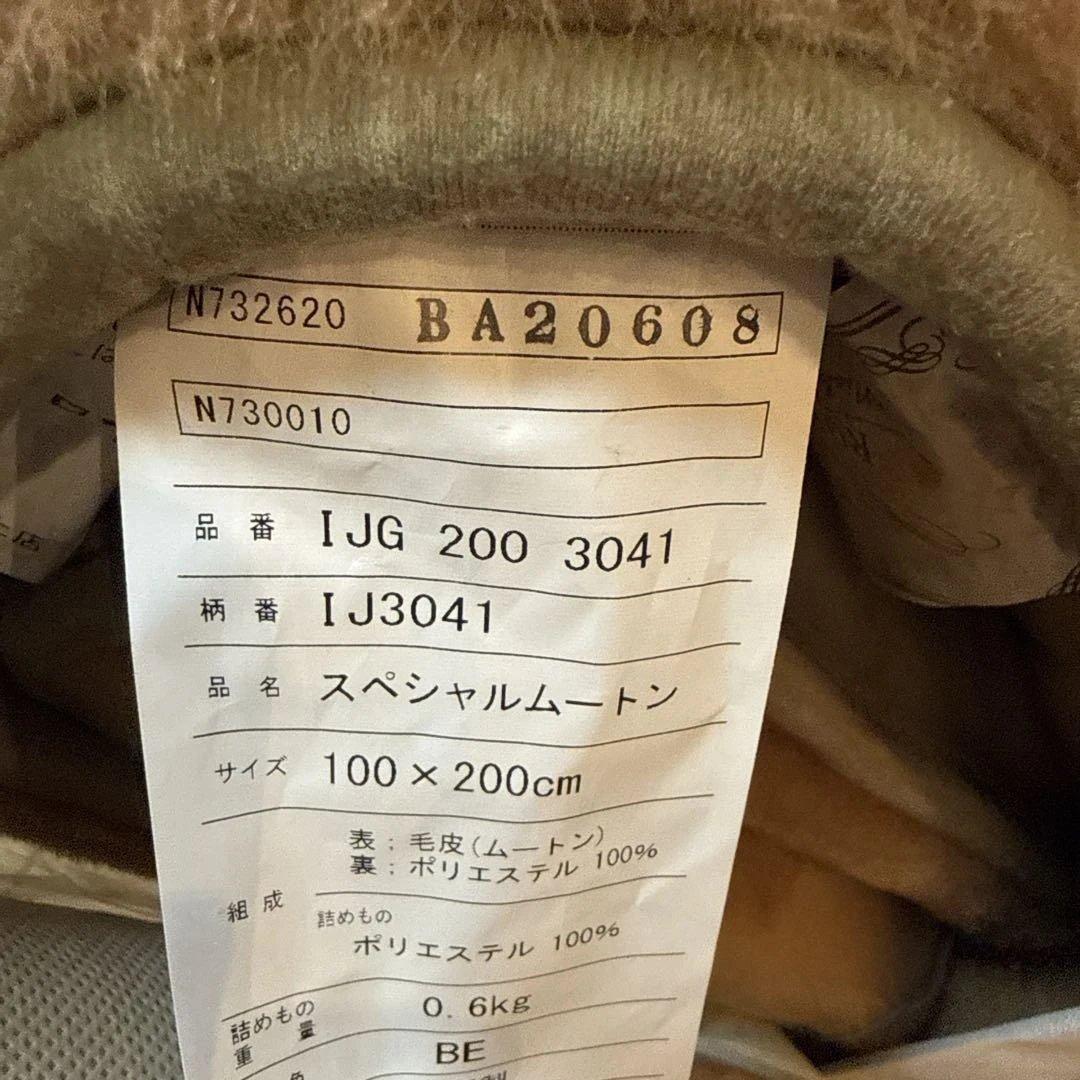 N732620 BA20608
N730010
品番 IJG 200 3041
柄番 IJ3041
品名 スペシャルムートン
サイズ 100×200cm
組成 表:毛皮(ムートン)
裏:ポリエステル 100%
詰めもの
ポリエステル 100%
詰めもの重量 0.6kg
色 BE